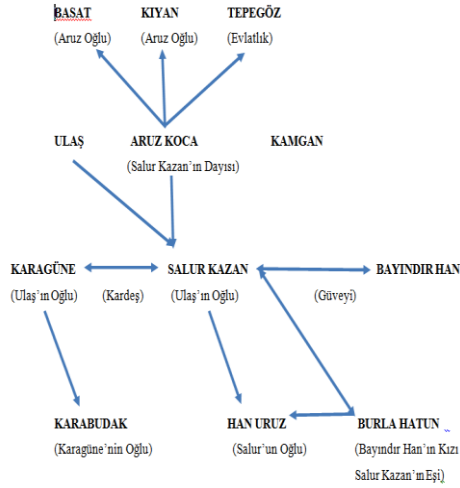 BASAT KIYAN TEPEGÖZ
(Aruz Oğlu) (Aruz Oğlu) (Evlatlık)
ULAŞ ARUZ KOCA KAMGAN
(Salur Kazan'ın Dayısı)
KARAGÜNE SALUR KAZAN BAYINDIR HAN
(Ulaş'ın Oğlu) (Kardeş) (Ulaş'ın Oğlu) (Güveyi)
KARABUDAK HAN URUZ BURLA HATUN
(Karagüne'nin Oğlu) (Salur'un Oğlu) (Bayındır Han'ın Kızı
Salur Kazan'ın Eşi)